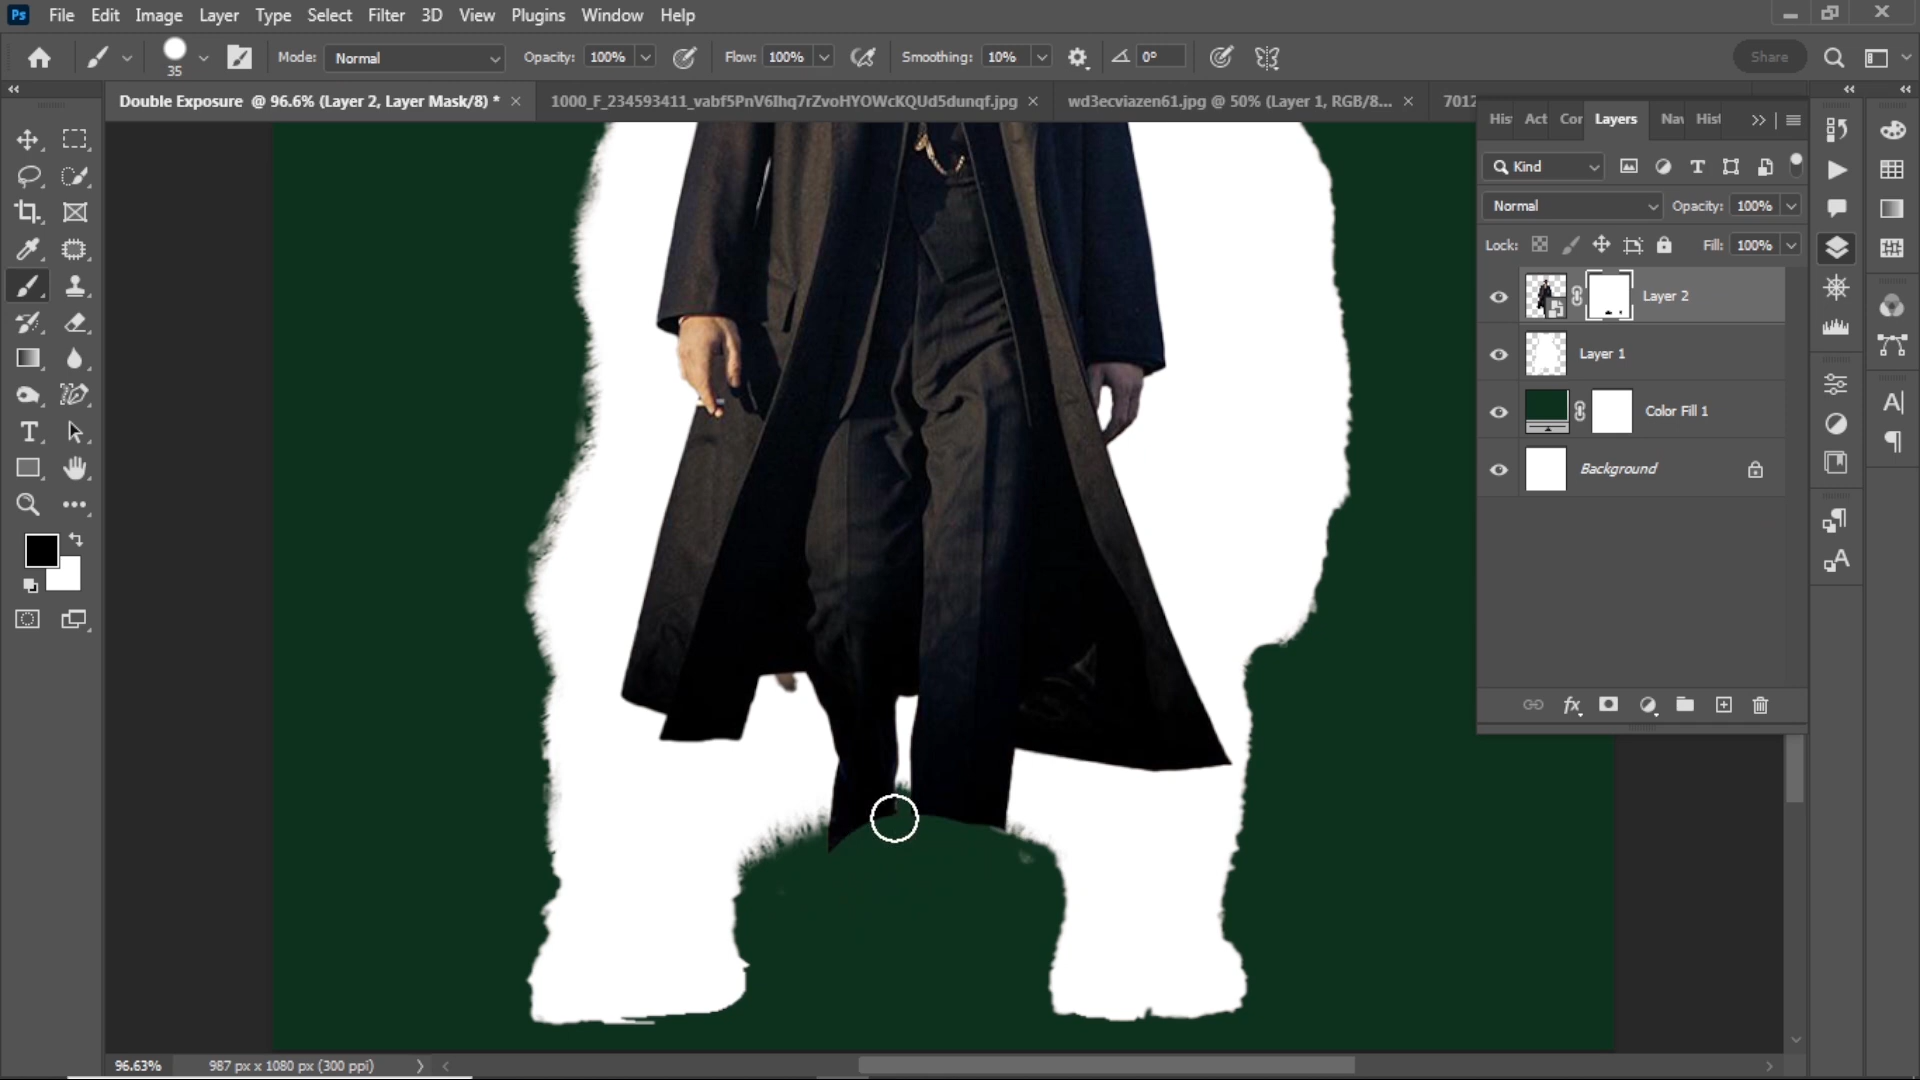 Ps File Edit Image Layer Type Select Filter 3D View Plugins Window Help
35 Mode: Normal Opacity: 100% Flow: 100% Smoothing: 10% 0° Share
Double Exposure @ 96.6% (Layer 2, Layer Mask/8) * × 1000_F_234593411_vabf5PnV6Ihq7rZvoHYOWcKQUd5dunqf.jpg × wd3ecviazen61.jpg @ 50% (Layer 1, RGB/8... × 7012
His Act Cor Layers Nav Hist
Kind
Normal Opacity: 100%
Lock: Fill: 100%
Layer 2
Layer 1
Color Fill 1
Background
96.63% 987 px x 1080 px (300 ppi)